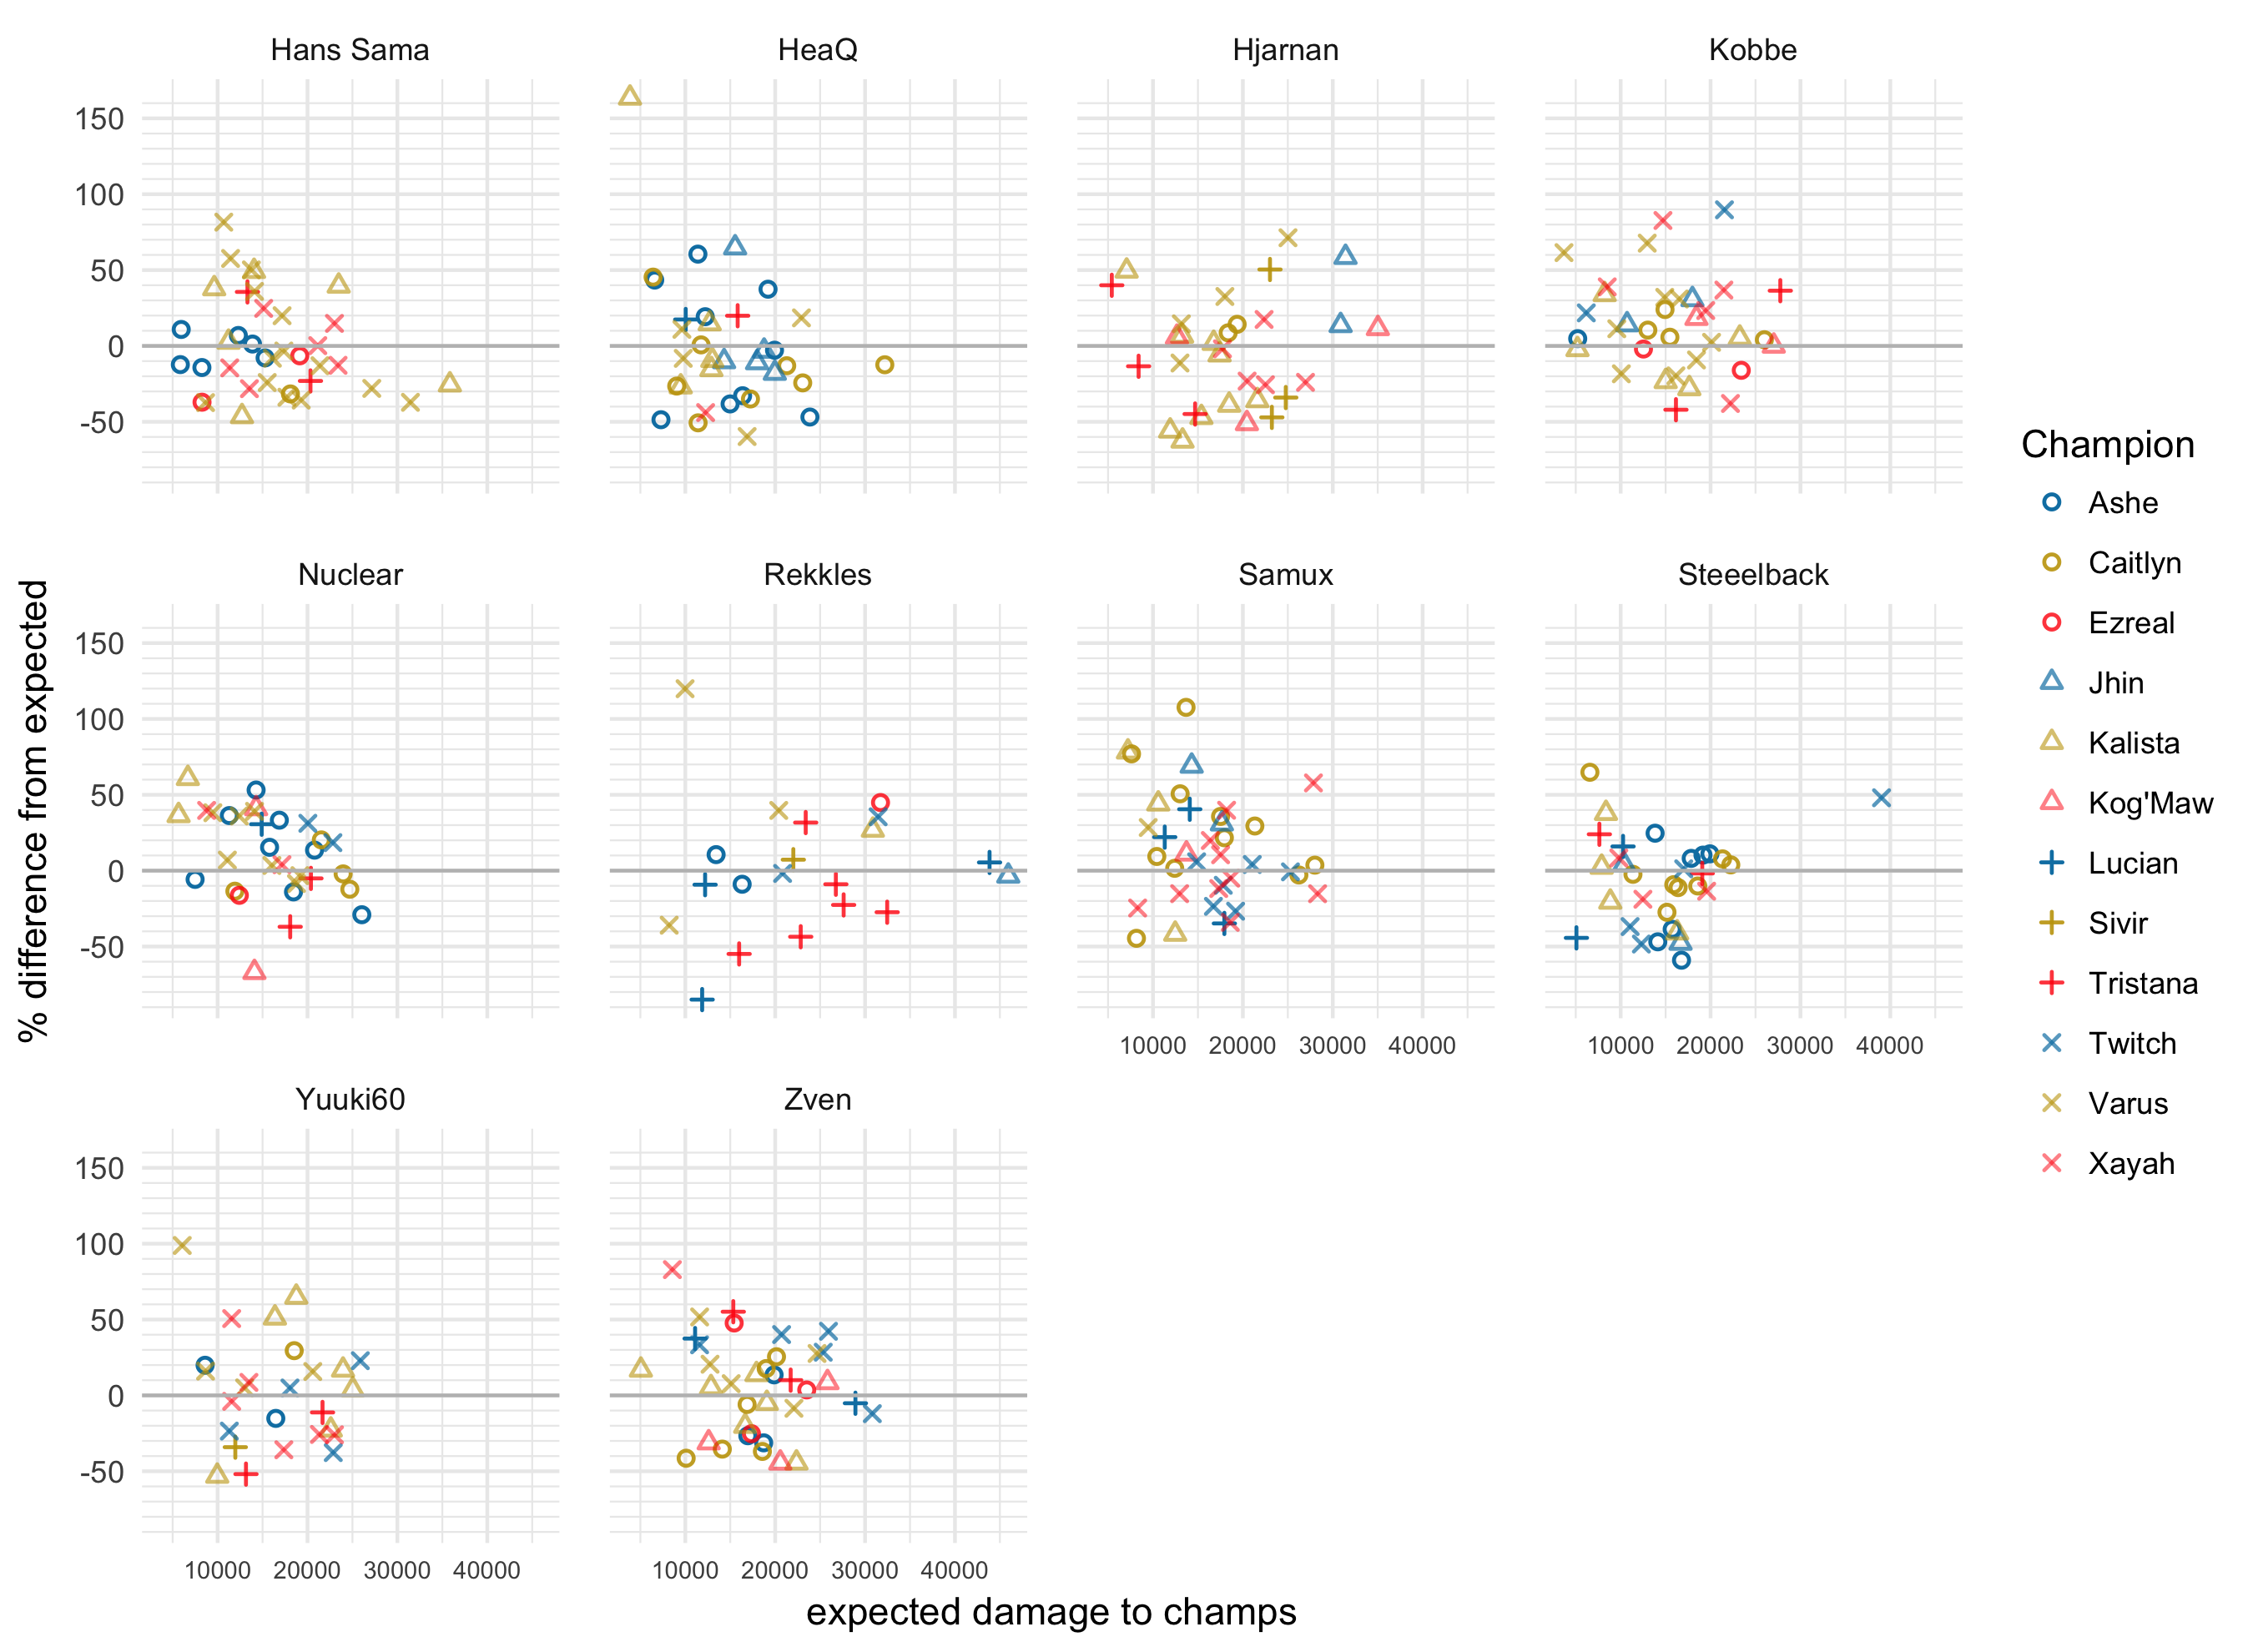 Hans Sama
HeaQ
Hjarnan
Kobbe
150
100
50
0
-50
Nuclear
Rekkles
Samux
Steeelback
150
100
50
0
-50
10000 20000 30000 40000
10000 20000 30000 40000
Yuuki60
Zven
150
100
50
0
-50
10000 20000 30000 40000
10000 20000 30000 40000
expected damage to champs
% difference from expected
Champion
Ashe
Caitlyn
Ezreal
Jhin
Kalista
Kog'Maw
Lucian
Sivir
Tristana
Twitch
Varus
Xayah